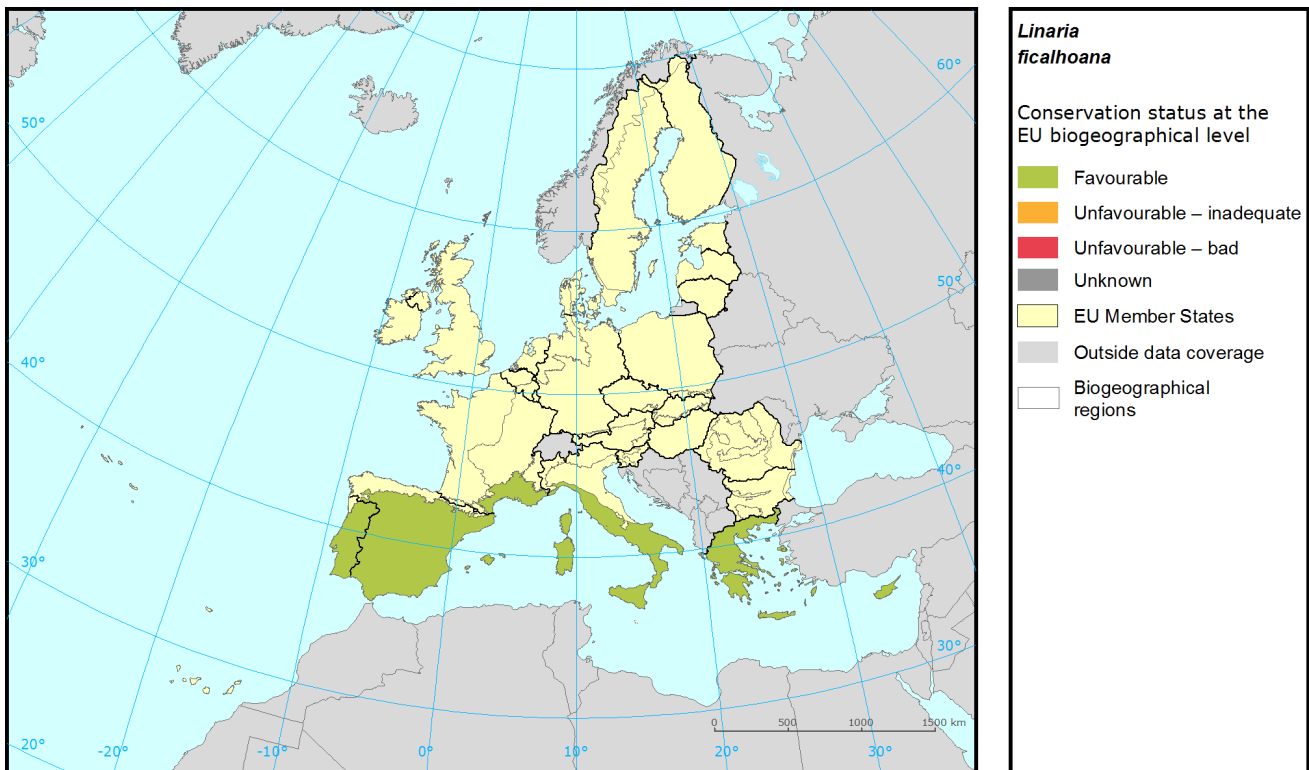 60°
50°
50°
40°
40°
30°
30°
20°
-20°
-10°
0°
10°
20°
30°
0 500 1000 1500 km
Linaria
ficalhoana
Conservation status at the
EU biogeographical level
Favourable
Unfavourable – inadequate
Unfavourable – bad
Unknown
EU Member States
Outside data coverage
Biogeographical
regions